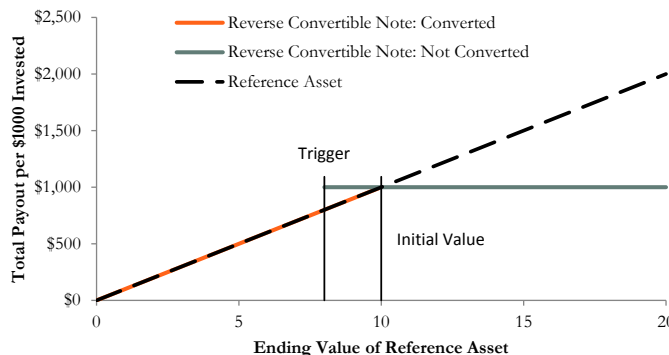 $2,500
Reverse Convertible Note: Converted
Reverse Convertible Note: Not Converted
$2,000
Reference Asset
$1,500
Trigger
$1,000
$500
Initial Value
$0
0
5
10
15
20
Total Payout per $1000 Invested
Ending Value of Reference Asset